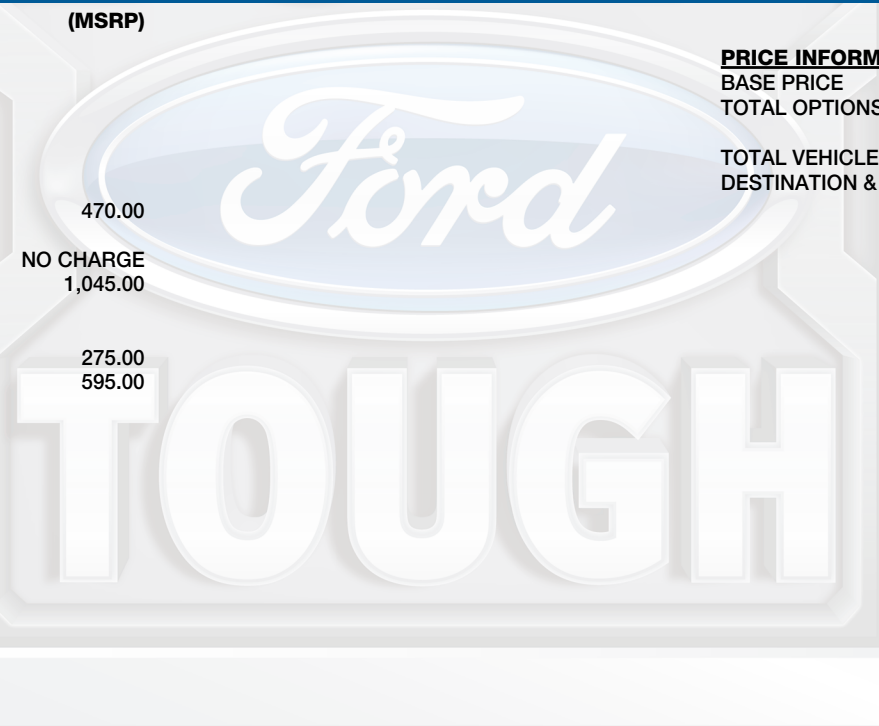 (MSRP)
470.00
NO CHARGE
1,045.00
275.00
595.00
PRICE INFORM
BASE PRICE
TOTAL OPTIONS
TOTAL VEHICLE
DESTINATION &
Ford
TOUGH